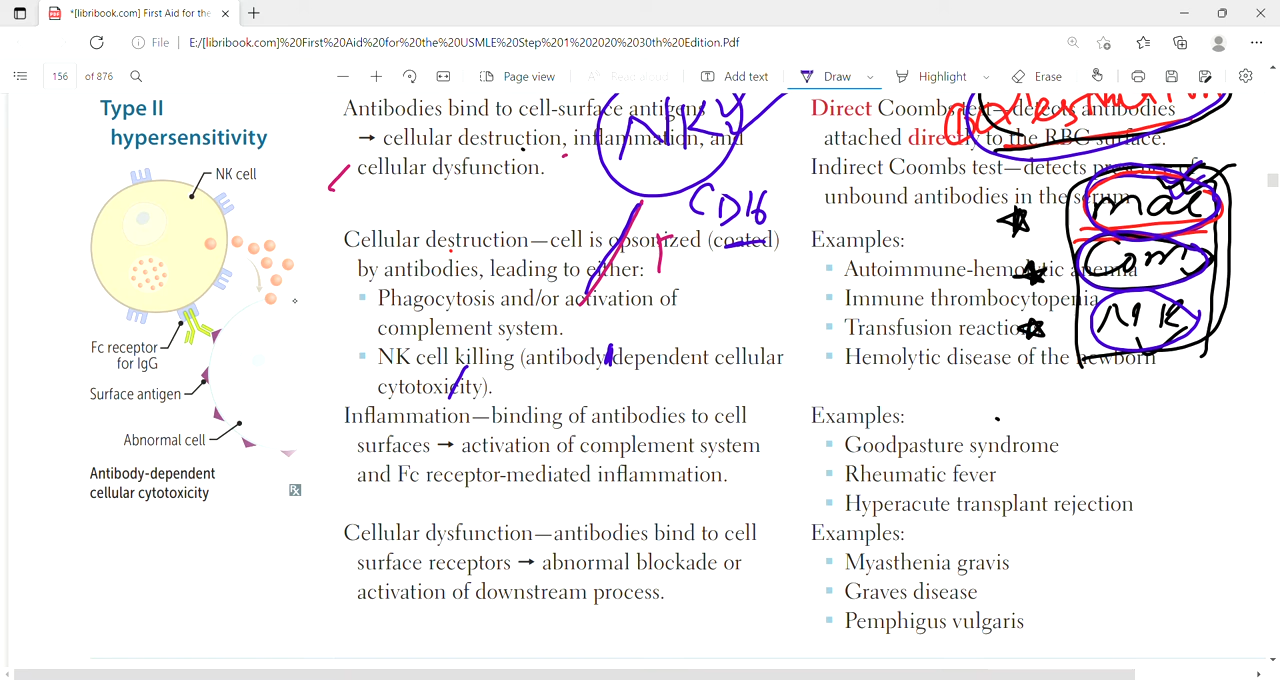 *[libribook.com] First Aid for the
File
E:/[libribook.com]%20First%20Aid%20for%20the%20USMLE%20Step%201%202020%2030th%20Edition.Pdf
156 of 876
Page view
Read aloud
Add text
Draw
Highlight
Erase
Type II
hypersensitivity
NK cell
Fc receptor
for IgG
Surface antigen
Abnormal cell
Antibody-dependent
cellular cytotoxicity
Rx
Antibodies bind to cell-surface antigens
→ cellular destruction, inflammation, and
cellular dysfunction.
NK
CD16
Cellular destruction—cell is opsonized (coated)
by antibodies, leading to either:
Phagocytosis and/or activation of
complement system.
NK cell killing (antibody-dependent cellular
cytotoxicity).
Inflammation—binding of antibodies to cell
surfaces → activation of complement system
and Fc receptor-mediated inflammation.
Cellular dysfunction—antibodies bind to cell
surface receptors → abnormal blockade or
activation of downstream process.
Direct Coombs test—detects antibodies
attached directly to the RBC surface.
Indirect Coombs test—detects presence of
unbound antibodies in the serum.
mac
Com
NK
Examples:
Autoimmune-hemolytic anemia
Immune thrombocytopenia
Transfusion reactions
Hemolytic disease of the newborn
Examples:
Goodpasture syndrome
Rheumatic fever
Hyperacute transplant rejection
Examples:
Myasthenia gravis
Graves disease
Pemphigus vulgaris